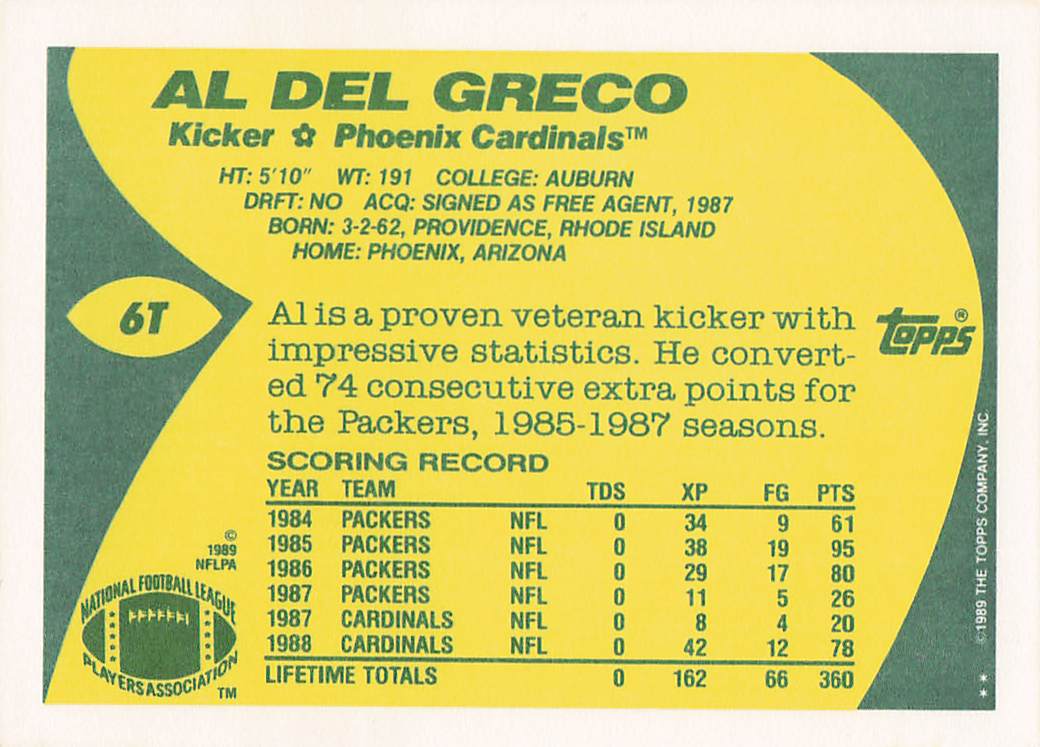 AL DEL GRECO
Kicker ✿ Phoenix Cardinals™
HT: 5'10" WT: 191 COLLEGE: AUBURN
DRFT: NO ACQ: SIGNED AS FREE AGENT, 1987
BORN: 3-2-62, PROVIDENCE, RHODE ISLAND
HOME: PHOENIX, ARIZONA
6T
Al is a proven veteran kicker with
impressive statistics. He convert-
ed 74 consecutive extra points for
the Packers, 1985-1987 seasons.
topps®
SCORING RECORD
YEAR TEAM TDS XP FG PTS
1984 PACKERS NFL 0 34 9 61
1985 PACKERS NFL 0 38 19 95
1986 PACKERS NFL 0 29 17 80
1987 PACKERS NFL 0 11 5 26
1987 CARDINALS NFL 0 8 4 20
1988 CARDINALS NFL 0 42 12 78
LIFETIME TOTALS 0 162 66 360
©
1989
NFLPA
NATIONAL FOOTBALL LEAGUE
PLAYERS ASSOCIATION
TM
©1989 THE TOPPS COMPANY, INC.
**